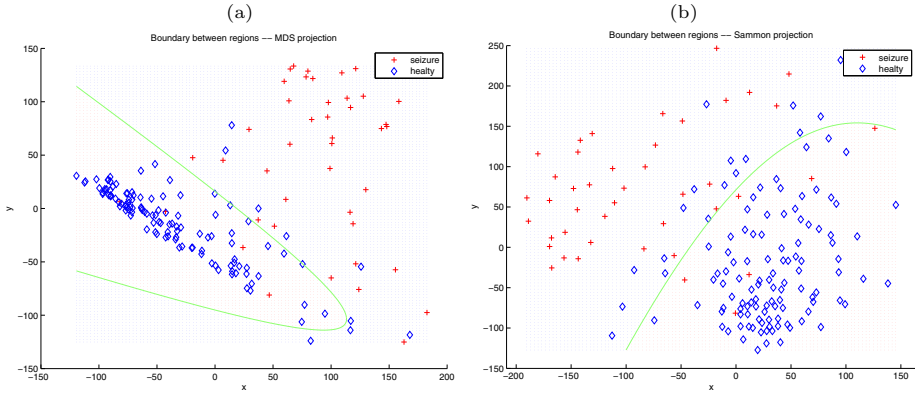 (a)
Boundary between regions −− MDS projection
seizure
healty
150
100
50
0
−50
−100
−150
y
−150
−100
−50
0
50
100
150
200
x
(b)
Boundary between regions −− Sammon projection
seizure
healty
250
200
150
100
50
0
−50
−100
−150
y
−200
−150
−100
−50
0
50
100
150
x